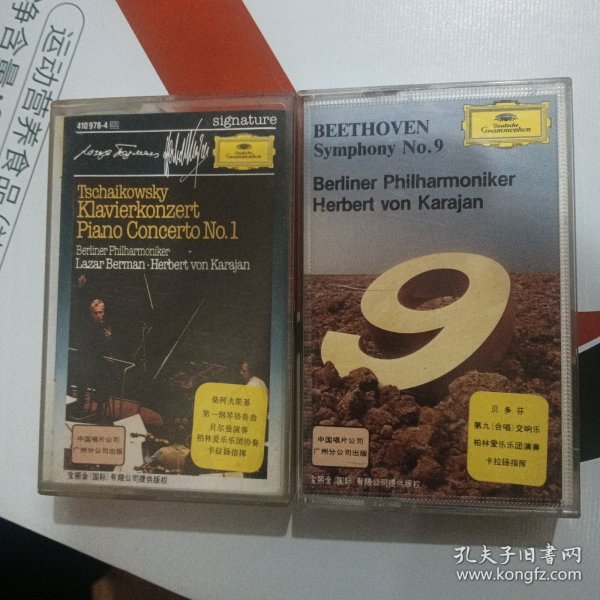 运动营养食品
净含量
410 978-4
signature
Deutsche
Grammophon
Tschaikowsky
Klavierkonzert
Piano Concerto No.1
Berliner Philharmoniker
Lazar Berman · Herbert von Karajan
柴柯夫斯基
第一钢琴协奏曲
贝尔曼演奏
柏林爱乐乐团协奏
卡拉扬指挥
中国唱片公司
广州分公司出版
宝丽金(国际)有限公司提供版权
BEETHOVEN
Symphony No.9
Deutsche
Grammophon
Berliner Philharmoniker
Herbert von Karajan
9
贝多芬
第九(合唱)交响乐
柏林爱乐乐团演奏
卡拉扬指挥
中国唱片公司
广州分公司出版
宝丽金(国际)有限公司提供版权
孔夫子旧书网
www.kongfz.com